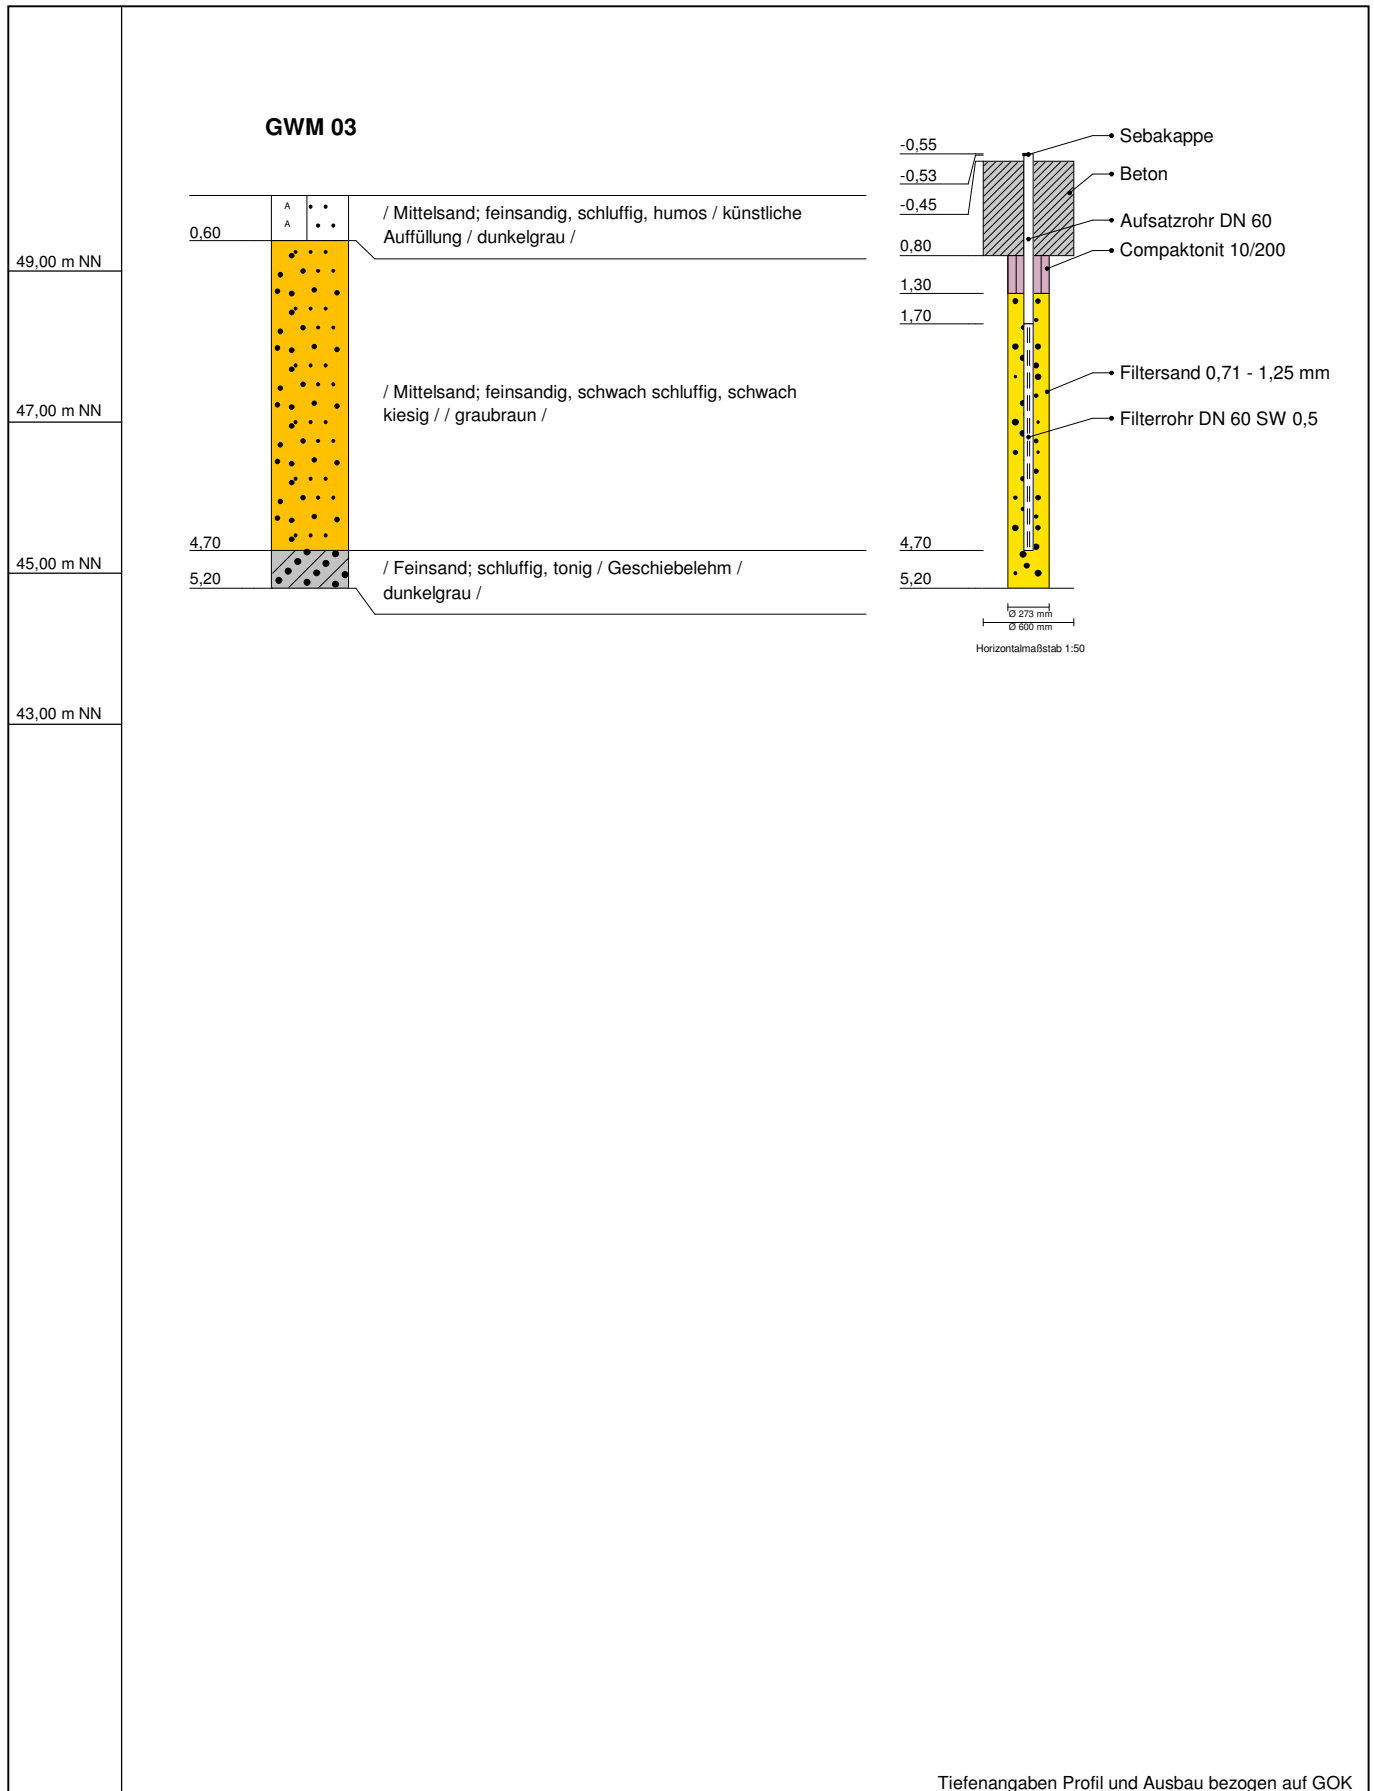 GWM 03
49,00 m NN
47,00 m NN
45,00 m NN
43,00 m NN
0,60
4,70
5,20
A
A
/ Mittelsand; feinsandig, schluffig, humos / künstliche
Auffüllung / dunkelgrau /
/ Mittelsand; feinsandig, schwach schluffig, schwach
kiesig / / graubraun /
/ Feinsand; schluffig, tonig / Geschiebelehm /
dunkelgrau /
-0,55
-0,53
-0,45
0,80
1,30
1,70
4,70
5,20
Sebakappe
Beton
Aufsatzrohr DN 60
Compaktonit 10/200
Filtersand 0,71 - 1,25 mm
Filterrohr DN 60 SW 0,5
Ø 273 mm
Ø 600 mm
Horizontalmaßstab 1:50
Tiefenangaben Profil und Ausbau bezogen auf GOK